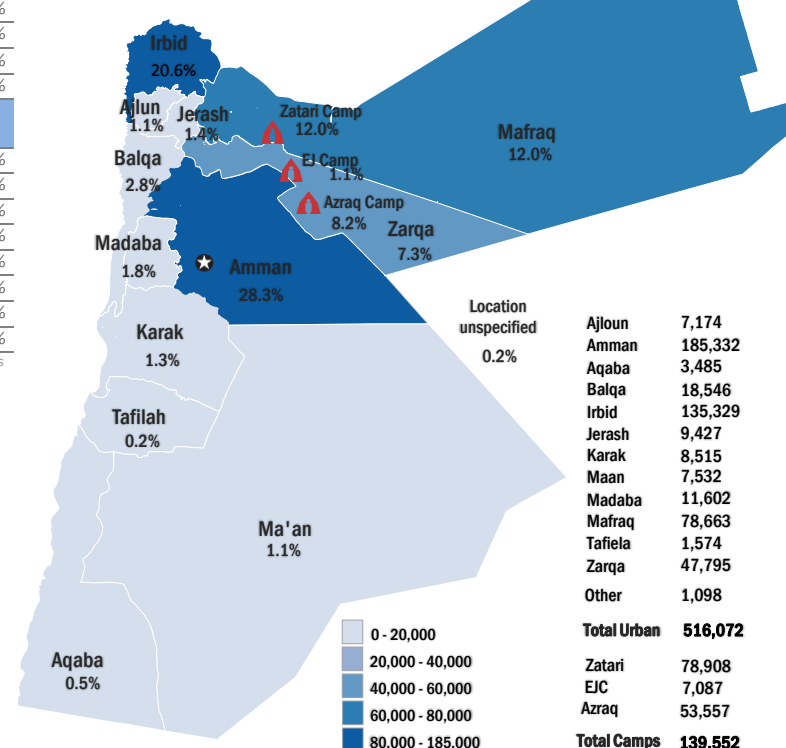 %
%
%
%
%
%
%
%
%
%
%
%
s
Irbid
20.6%
Ajlun
1.1%
Jerash
1.4%
Zatari Camp
12.0%
Mafraq
12.0%
Balqa
2.8%
EJ Camp
1.1%
Azraq Camp
8.2%
Zarqa
7.3%
Madaba
1.8%
Amman
28.3%
Karak
1.3%
Location
unspecified
0.2%
Tafilah
0.2%
Ma'an
1.1%
Aqaba
0.5%
0 - 20,000
20,000 - 40,000
40,000 - 60,000
60,000 - 80,000
80,000 - 185,000
Ajloun 7,174
Amman 185,332
Aqaba 3,485
Balqa 18,546
Irbid 135,329
Jerash 9,427
Karak 8,515
Maan 7,532
Madaba 11,602
Mafraq 78,663
Tafiela 1,574
Zarqa 47,795
Other 1,098
Total Urban 516,072
Zatari 78,908
EJC 7,087
Azraq 53,557
Total Camps 139,552